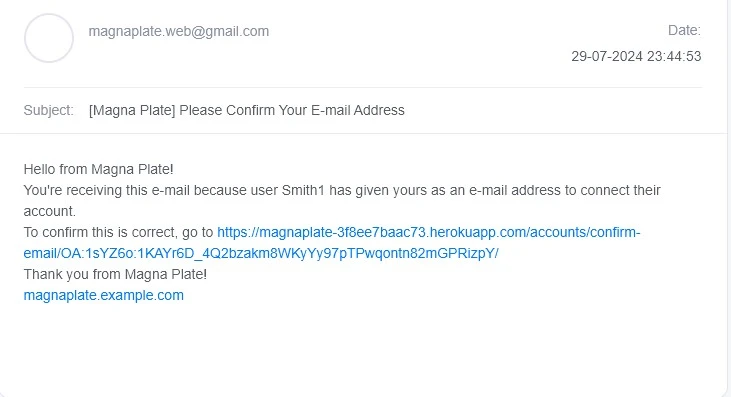 magnaplate.web@gmail.com
Date:
29-07-2024 23:44:53
Subject: [Magna Plate] Please Confirm Your E-mail Address
Hello from Magna Plate!
You're receiving this e-mail because user Smith1 has given yours as an e-mail address to connect their
account.
To confirm this is correct, go to https://magnaplate-3f8ee7baac73.herokuapp.com/accounts/confirm-
email/OA:1sYZ6o:1KAYr6D_4Q2bzakm8WKyYy97pTPwqontn82mGPRizpY/
Thank you from Magna Plate!
magnaplate.example.com